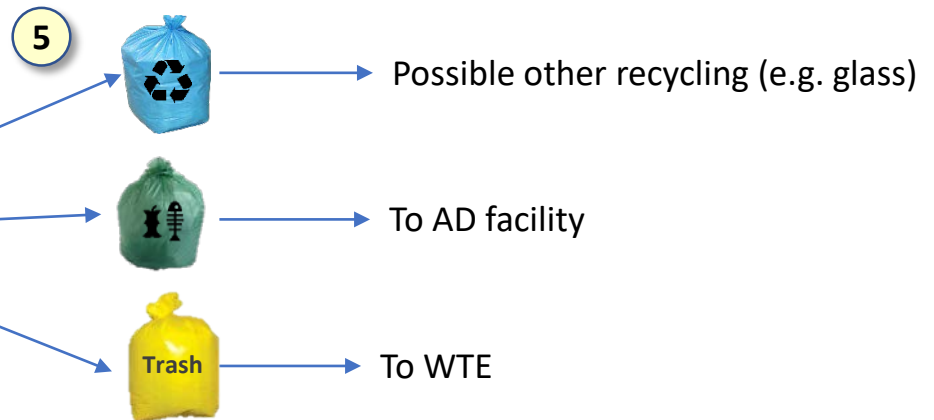 5
Possible other recycling (e.g. glass)
To AD facility
Trash
To WTE